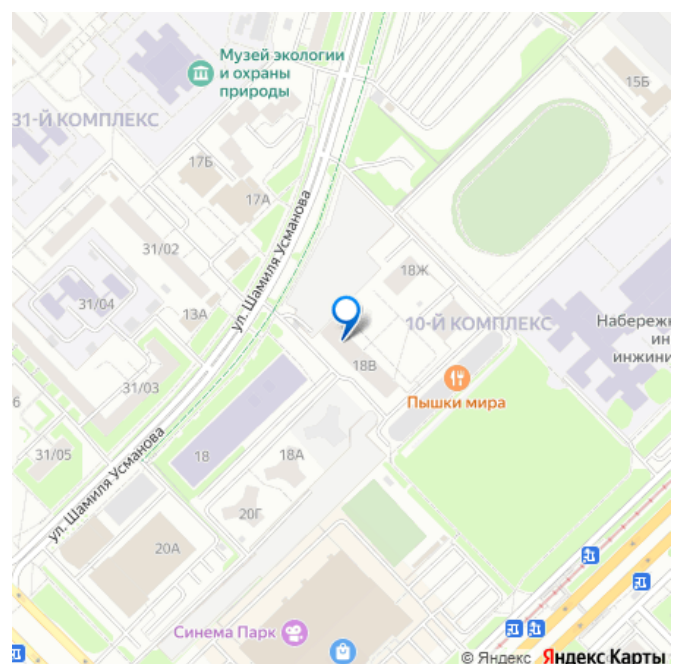 Музей экологии
и охраны
природы
15Б
31-Й КОМПЛЕКС
17Б
17А
ул. Шамиля Усманова
31/02
18Ж
31/04
13А
10-Й КОМПЛЕКС
Набереж
ин
инжини
18В
31/03
6
Пышки мира
31/05
18
18А
ул. Шамиля Усманова
20Г
20А
Синема Парк
© Яндекс Яндекс Карты